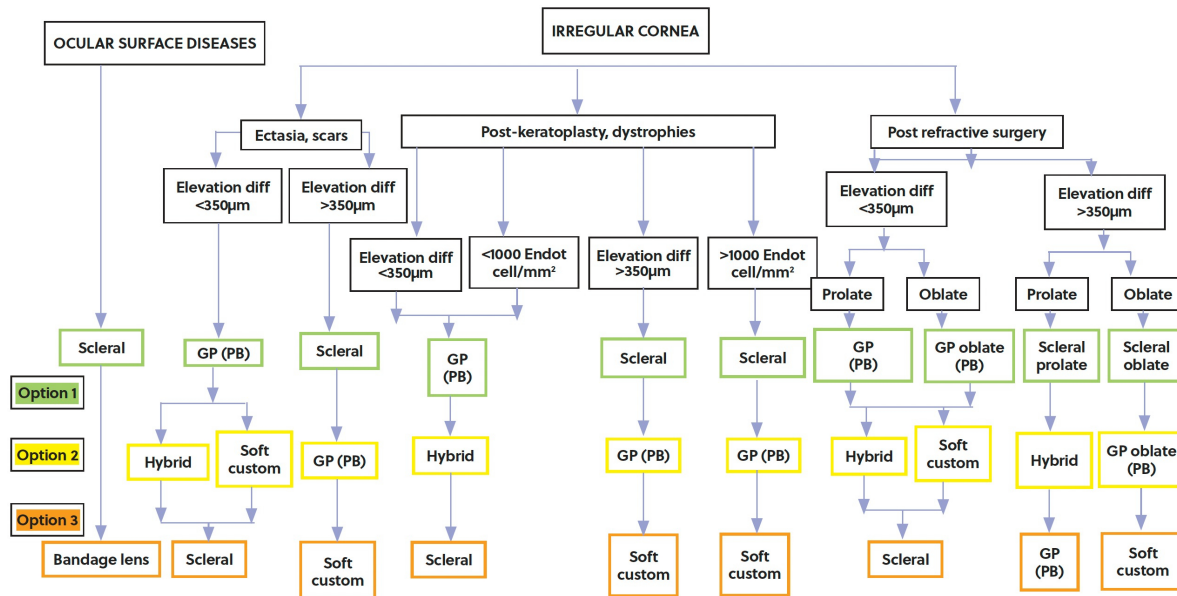 OCULAR SURFACE DISEASES
IRREGULAR CORNEA
Ectasia, scars
Post-keratoplasty, dystrophies
Post refractive surgery
Elevation diff
<350µm
Elevation diff
>350µm
Elevation diff
<350µm
<1000 Endot
cell/mm²
Elevation diff
>350µm
>1000 Endot
cell/mm²
Elevation diff
<350µm
Elevation diff
>350µm
Prolate
Oblate
Prolate
Oblate
Option 1
Scleral
GP (PB)
Scleral
GP
(PB)
Scleral
Scleral
GP
(PB)
GP oblate
(PB)
Scleral
prolate
Scleral
oblate
Option 2
Hybrid
Soft
custom
GP (PB)
Hybrid
GP (PB)
GP (PB)
Hybrid
Soft
custom
Hybrid
GP oblate
(PB)
Option 3
Bandage lens
Scleral
Soft
custom
Scleral
Soft
custom
Soft
custom
Scleral
GP
(PB)
Soft
custom